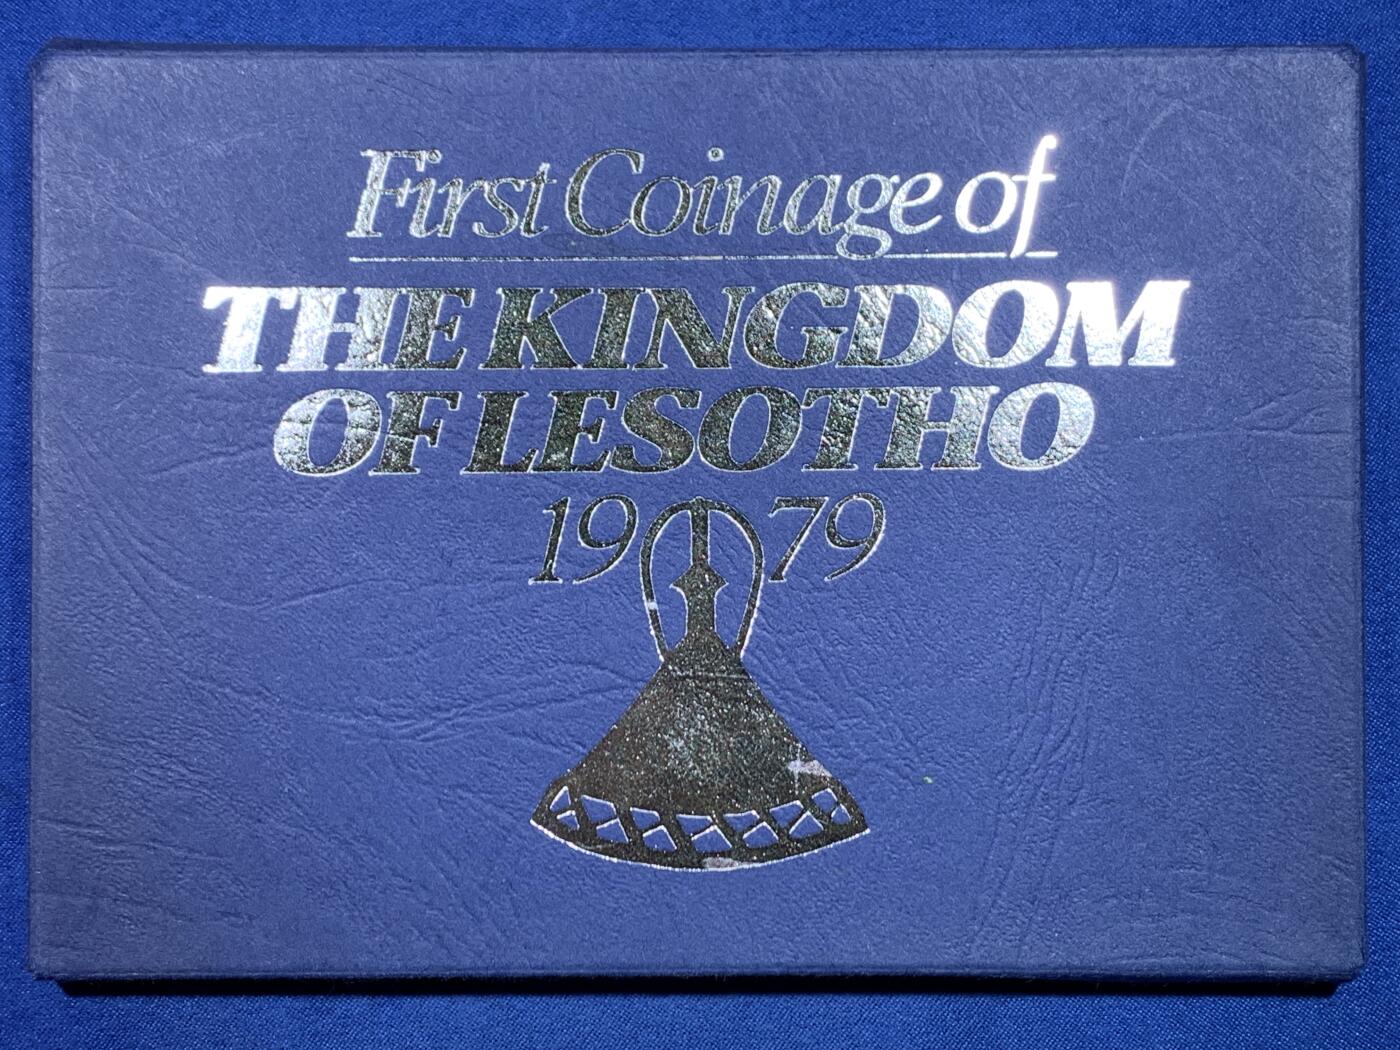 First Coinage of
THE KINGDOM
OF LESOTHO
1979